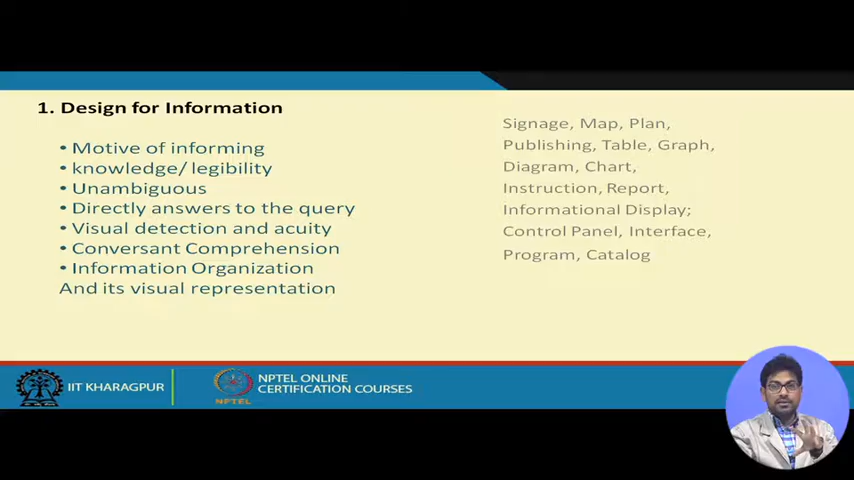 1. Design for Information
• Motive of informing
• knowledge/ legibility
• Unambiguous
• Directly answers to the query
• Visual detection and acuity
• Conversant Comprehension
• Information Organization
And its visual representation
Signage, Map, Plan,
Publishing, Table, Graph,
Diagram, Chart,
Instruction, Report,
Informational Display;
Control Panel, Interface,
Program, Catalog
IIT KHARAGPUR
NPTEL
NPTEL ONLINE
CERTIFICATION COURSES